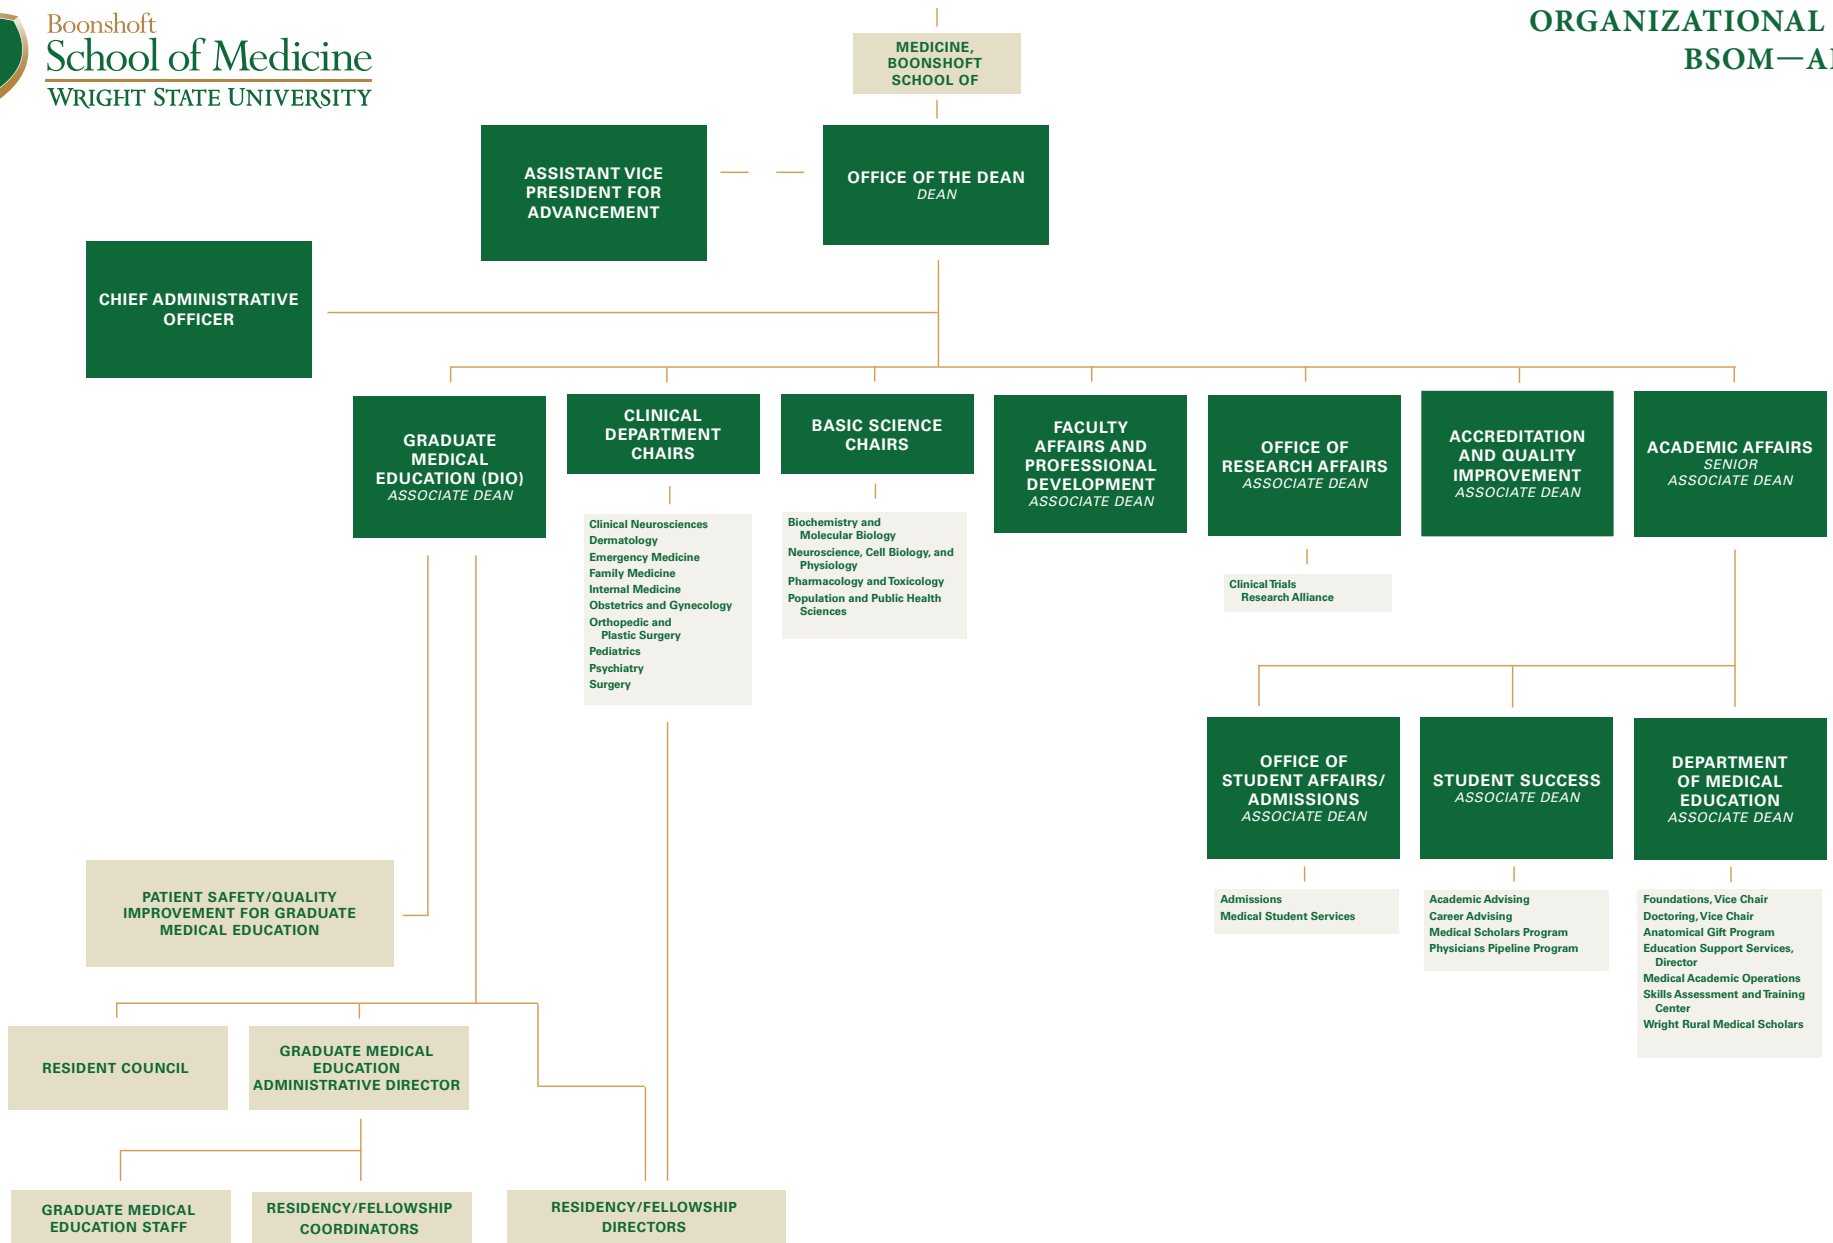 Boonshoft
School of Medicine
WRIGHT STATE UNIVERSITY
ORGANIZATIONAL
BSOM—
MEDICINE,
BOONSHOFT
SCHOOL OF
ASSISTANT VICE
PRESIDENT FOR
ADVANCEMENT
OFFICE OF THE DEAN
DEAN
CHIEF ADMINISTRATIVE
OFFICER
GRADUATE
MEDICAL
EDUCATION (DIO)
ASSOCIATE DEAN
CLINICAL
DEPARTMENT
CHAIRS
BASIC SCIENCE
CHAIRS
FACULTY
AFFAIRS AND
PROFESSIONAL
DEVELOPMENT
ASSOCIATE DEAN
OFFICE OF
RESEARCH AFFAIRS
ASSOCIATE DEAN
ACCREDITATION
AND QUALITY
IMPROVEMENT
ASSOCIATE DEAN
ACADEMIC AFFAIRS
SENIOR
ASSOCIATE DEAN
Clinical Neurosciences
Dermatology
Emergency Medicine
Family Medicine
Internal Medicine
Obstetrics and Gynecology
Orthopedic and
Plastic Surgery
Pediatrics
Psychiatry
Surgery
Biochemistry and
Molecular Biology
Neuroscience, Cell Biology, and
Physiology
Pharmacology and Toxicology
Population and Public Health
Sciences
Clinical Trials
Research Alliance
OFFICE OF
STUDENT AFFAIRS/
ADMISSIONS
ASSOCIATE DEAN
STUDENT SUCCESS
ASSOCIATE DEAN
DEPARTMENT
OF MEDICAL
EDUCATION
ASSOCIATE DEAN
Admissions
Medical Student Services
Academic Advising
Career Advising
Medical Scholars Program
Physicians Pipeline Program
Foundations, Vice Chair
Doctoring, Vice Chair
Anatomical Gift Program
Education Support Services,
Director
Medical Academic Operations
Skills Assessment and Training
Center
Wright Rural Medical Scholars
PATIENT SAFETY/QUALITY
IMPROVEMENT FOR GRADUATE
MEDICAL EDUCATION
RESIDENT COUNCIL
GRADUATE MEDICAL
EDUCATION
ADMINISTRATIVE DIRECTOR
GRADUATE MEDICAL
EDUCATION STAFF
RESIDENCY/FELLOWSHIP
COORDINATORS
RESIDENCY/FELLOWSHIP
DIRECTORS